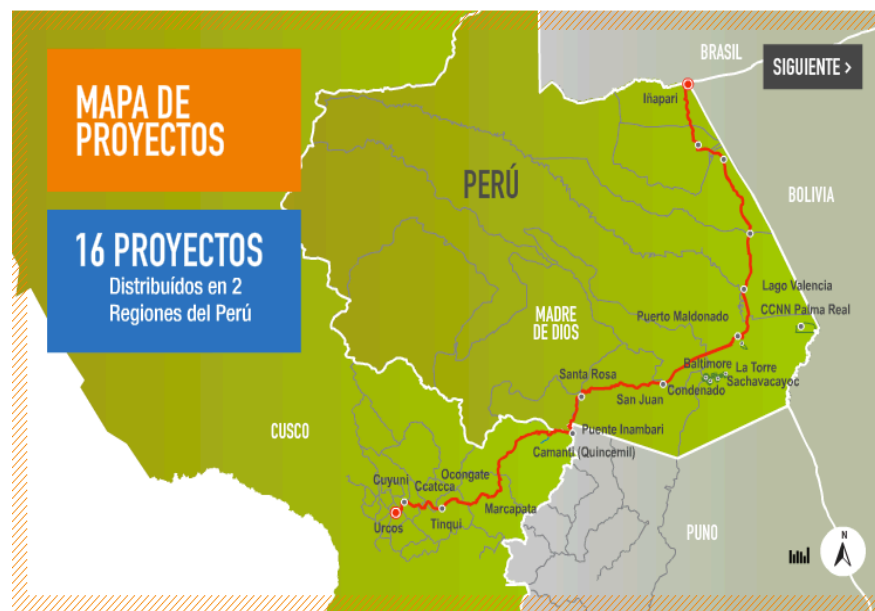 MAPA DE
PROYECTOS
16 PROYECTOS
Distribuídos en 2
Regiones del Perú
BRASIL
SIGUIENTE >
Iñapari
PERÚ
BOLIVIA
Lago Valencia
CCNN Palma Real
Puerto Maldonado
MADRE
DE DIOS
Baltimore
La Torre
Sachavacayoc
Condenado
Santa Rosa
San Juan
Puente Inambari
Camanti (Quincemil)
CUSCO
Ocongate
Cuyuni
Ccatcca
Marcapata
Tinqui
Urcos
PUNO
N